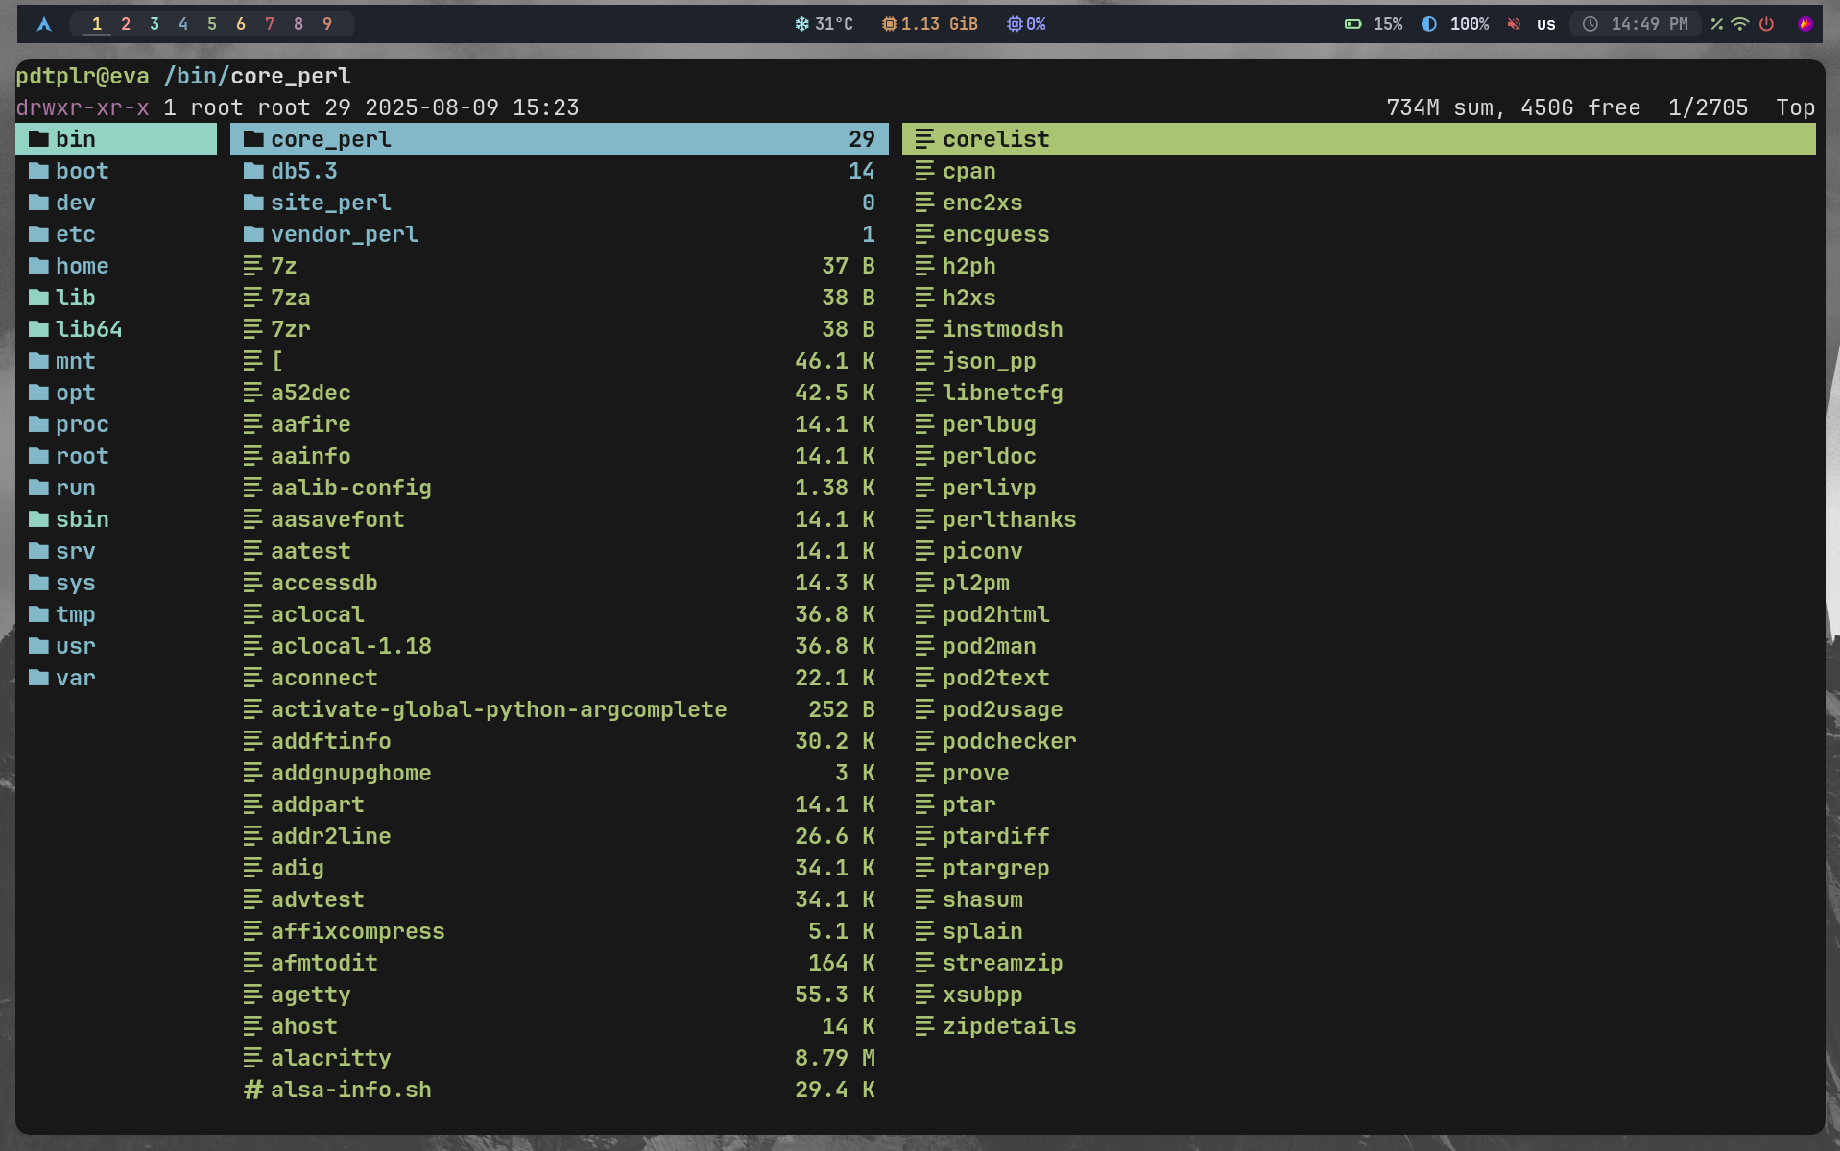 1 2 3 4 5 6 7 8 9 31°C 1.13 GiB 0% 15% 100% us 14:49 PM
pdtplr@eva /bin/core_perl
drwxr-xr-x 1 root root 29 2025-08-09 15:23 734M sum, 450G free 1/2705 Top
bin core_perl 29 corelist
boot db5.3 14 cpan
dev site_perl 0 enc2xs
etc vendor_perl 1 encguess
home 7z 37 B h2ph
lib 7za 38 B h2xs
lib64 7zr 38 B instmodsh
mnt [ 46.1 K json_pp
opt a52dec 42.5 K libnetcfg
proc aafire 14.1 K perlbug
root aainfo 14.1 K perldoc
run aalib-config 1.38 K perlivp
sbin aasavefont 14.1 K perlthanks
srv aatest 14.1 K piconv
sys accessdb 14.3 K pl2pm
tmp aclocal 36.8 K pod2html
usr aclocal-1.18 36.8 K pod2man
var aconnect 22.1 K pod2text
activate-global-python-argcomplete 252 B pod2usage
addftinfo 30.2 K podchecker
addgnupghome 3 K prove
addpart 14.1 K ptar
addr2line 26.6 K ptardiff
adig 34.1 K ptargrep
advtest 34.1 K shasum
affixcompress 5.1 K splain
afmtodit 164 K streamzip
agetty 55.3 K xsubpp
ahost 14 K zipdetails
alacritty 8.79 M
# alsa-info.sh 29.4 K